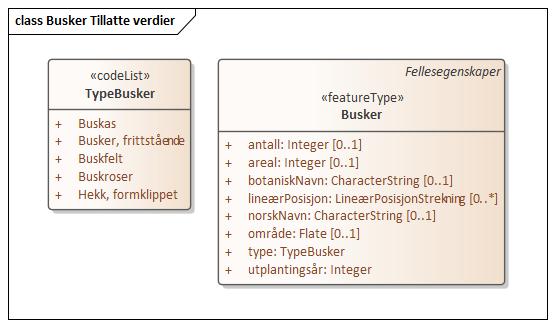 class Busker Tillatte verdier
«codeList»
TypeBusker
+ Buskas
+ Busker, frittstående
+ Buskfelt
+ Buskroser
+ Hekk, formklippet
Fellesegenskaper
«featureType»
Busker
+ antall: Integer [0..1]
+ areal: Integer [0..1]
+ botaniskNavn: CharacterString [0..1]
+ lineærPosisjon: LineærPosisjonStrekning [0..*]
+ norskNavn: CharacterString [0..1]
+ område: Flate [0..1]
+ type: TypeBusker
+ utplantingsår: Integer